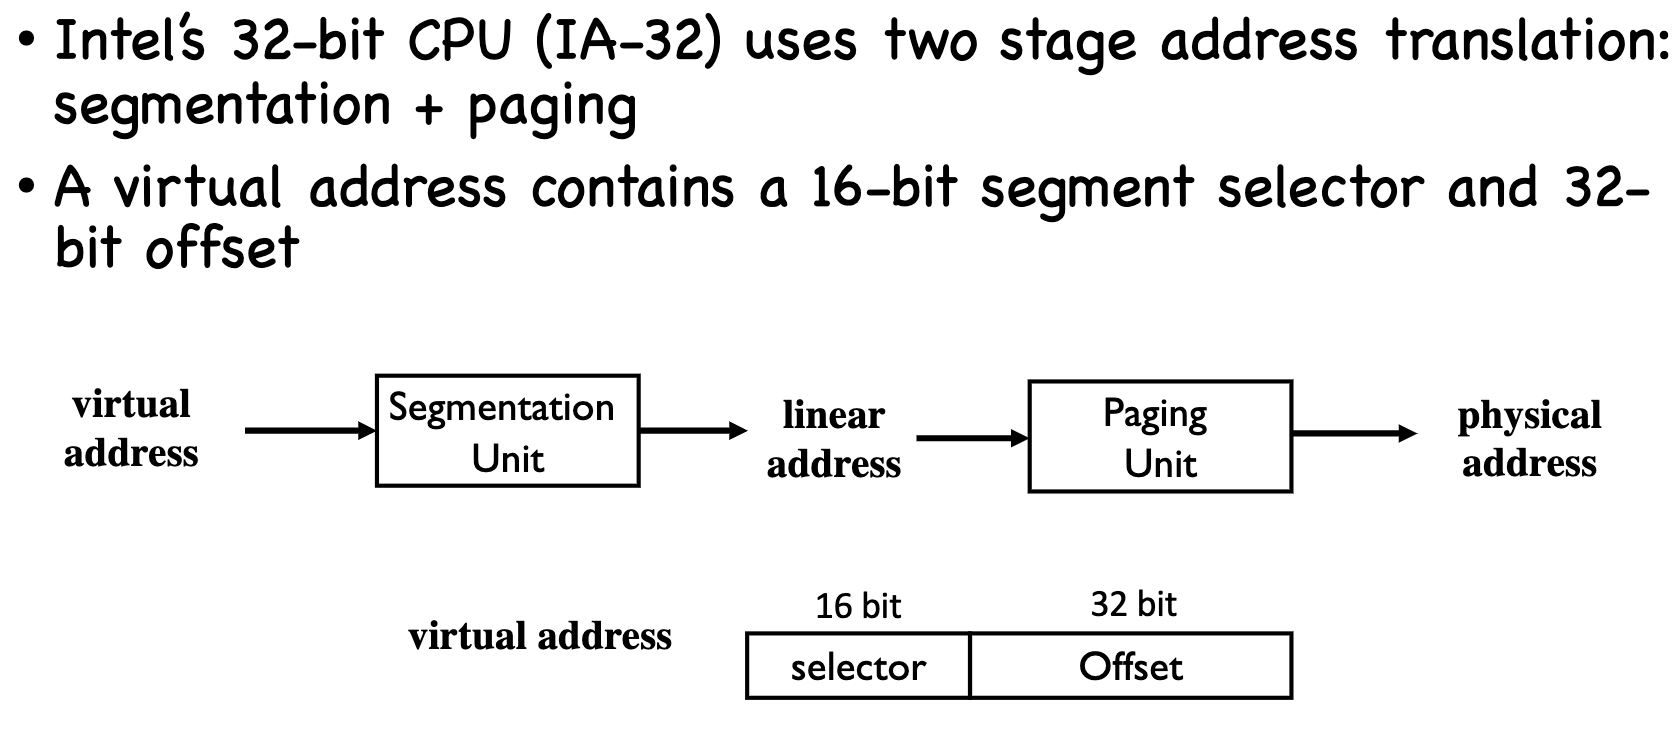 • Intel's 32-bit CPU (IA-32) uses two stage address translation:
segmentation + paging
• A virtual address contains a 16-bit segment selector and 32-
bit offset
virtual
address
Segmentation
Unit
linear
address
Paging
Unit
physical
address
16 bit
32 bit
virtual address
selector
Offset